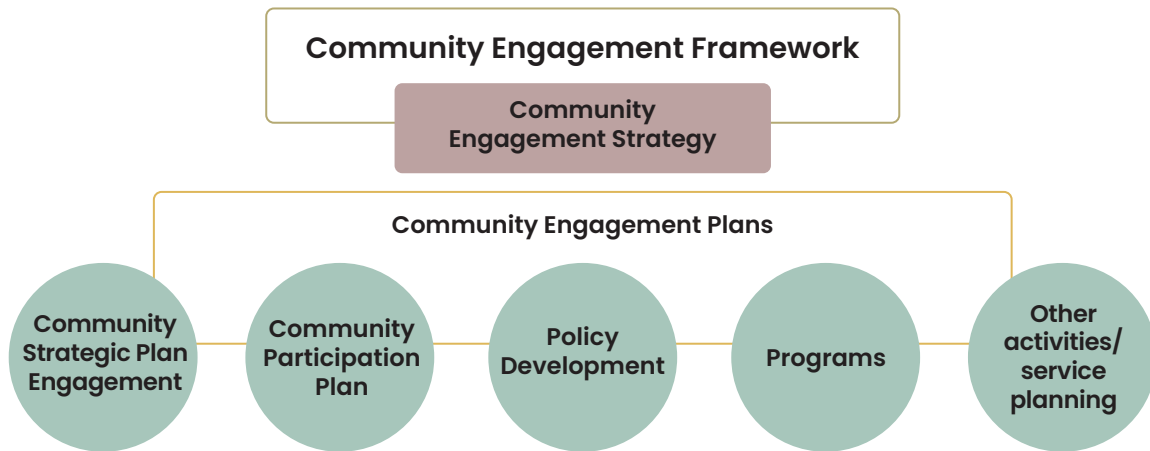 Community Engagement Framework
Community
Engagement Strategy
Community Engagement Plans
Community
Strategic Plan
Engagement
Community
Participation
Plan
Policy
Development
Programs
Other
activities/
service
planning